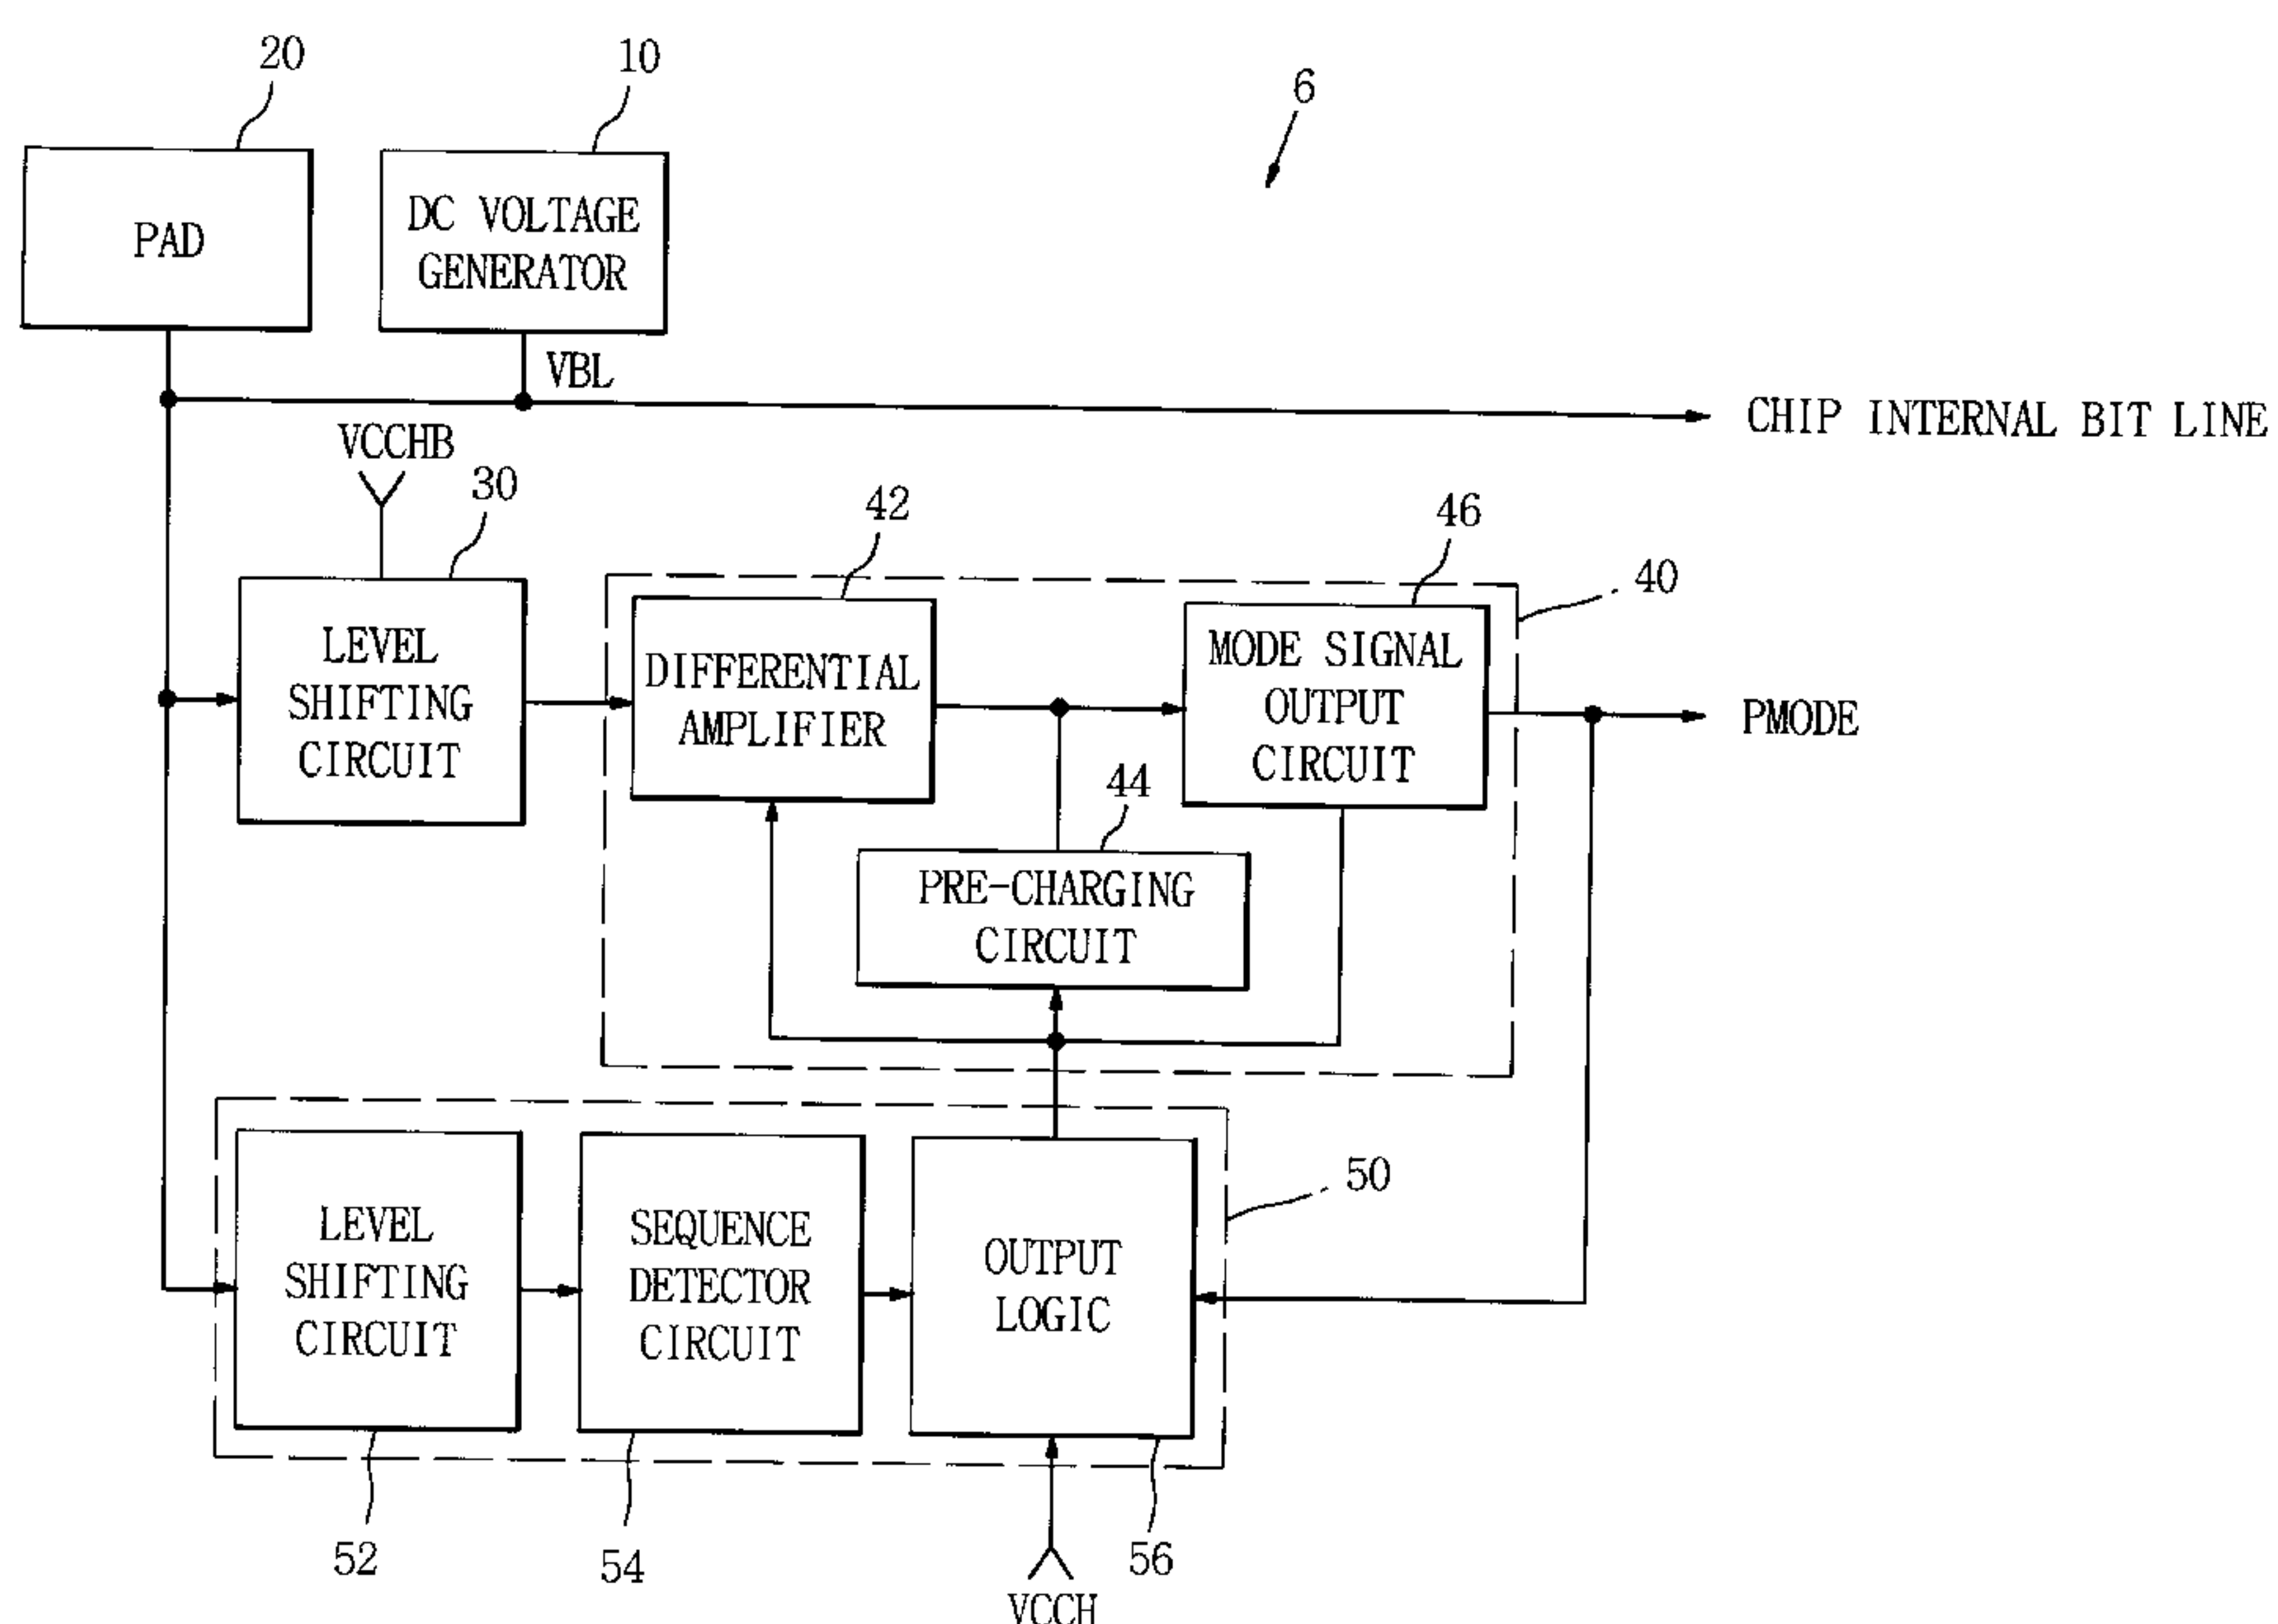 20
10
6
PAD
DC VOLTAGE
GENERATOR
VBL
CHIP INTERNAL BIT LINE
VCCHB
30
42
46
40
LEVEL
SHIFTING
CIRCUIT
DIFFERENTIAL
AMPLIFIER
MODE SIGNAL
OUTPUT
CIRCUIT
PMODE
44
PRE-CHARGING
CIRCUIT
50
LEVEL
SHIFTING
CIRCUIT
SEQUENCE
DETECTOR
CIRCUIT
OUTPUT
LOGIC
52
54
56
VCCH